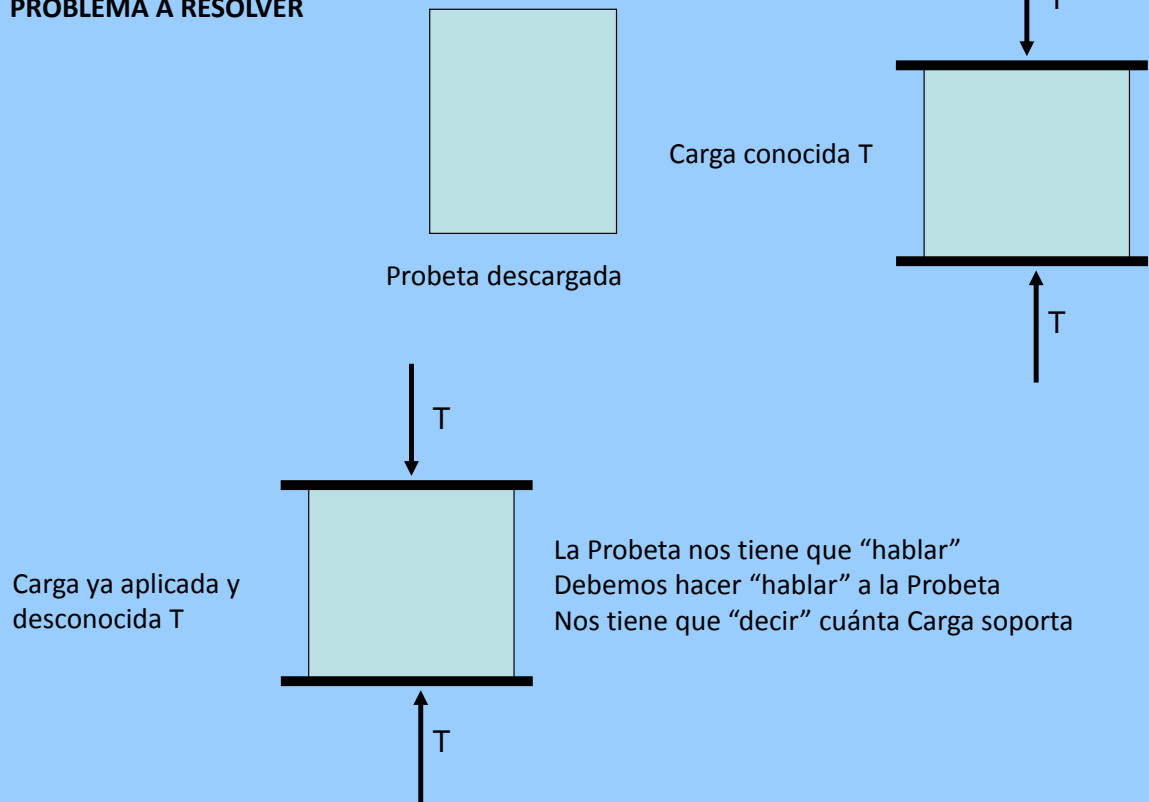 PROBLEMA A RESOLVER
T
Carga conocida T
Probeta descargada
T
T
Carga ya aplicada y
desconocida T
La Probeta nos tiene que “hablar”
Debemos hacer “hablar” a la Probeta
Nos tiene que “decir” cuánta Carga soporta
T